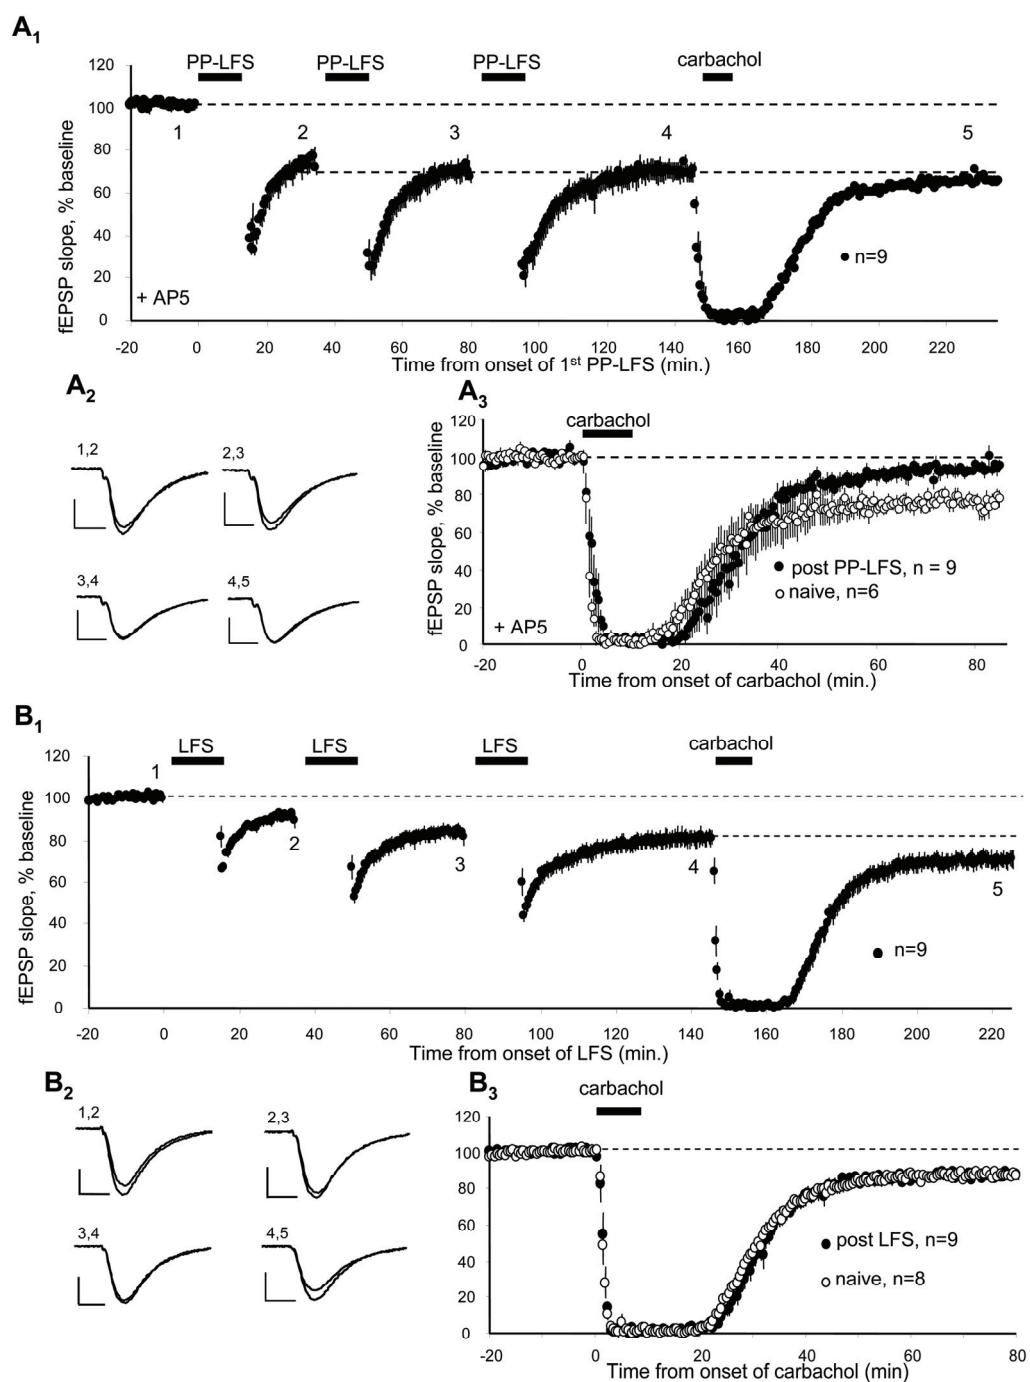 A1
PP-LFS PP-LFS PP-LFS carbachol
120
100
80
60
40
20
0
1 2 3 4 5
n=9
+ AP5
fEPSP slope, % baseline
-20 0 20 40 60 80 100 120 140 160 180 200 220
Time from onset of 1st PP-LFS (min.)
A2
1,2
2,3
3,4
4,5
A3
carbachol
120
100
80
60
40
20
0
post PP-LFS, n = 9
naive, n=6
+ AP5
fEPSP slope, % baseline
-20 0 20 40 60 80
Time from onset of carbachol (min.)
B1
LFS LFS LFS carbachol
120
100
80
60
40
20
0
1 2 3 4 5
n=9
fEPSP slope, % baseline
-20 0 20 40 60 80 100 120 140 160 180 200 220
Time from onset of LFS (min.)
B2
1,2
2,3
3,4
4,5
B3
carbachol
120
100
80
60
40
20
0
post LFS, n=9
naive, n=8
fEPSP slope, % baseline
-20 0 20 40 60 80
Time from onset of carbachol (min)